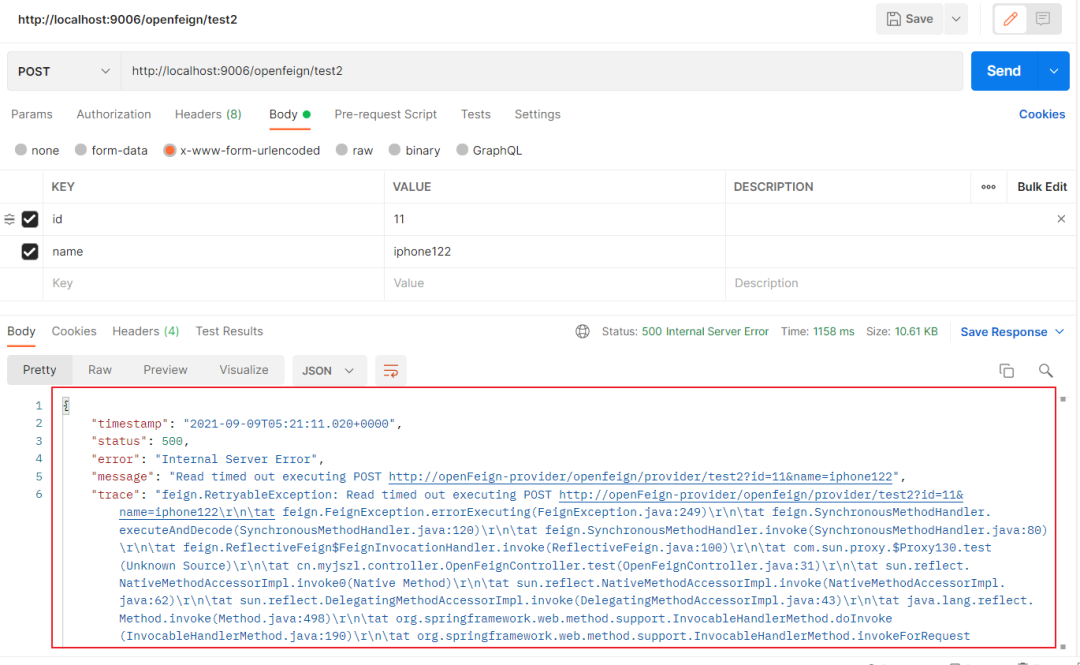 http://localhost:9006/openfeign/test2
Save
POST http://localhost:9006/openfeign/test2 Send
Params Authorization Headers (8) Body Pre-request Script Tests Settings Cookies
none form-data x-www-form-urlencoded raw binary GraphQL
KEY VALUE DESCRIPTION ooo Bulk Edit
id 11
name iphone122
Key Value Description
Body Cookies Headers (4) Test Results Status: 500 Internal Server Error Time: 1158 ms Size: 10.61 KB Save Response
Pretty Raw Preview Visualize JSON
1 {
2 "timestamp": "2021-09-09T05:21:11.020+0000",
3 "status": 500,
4 "error": "Internal Server Error",
5 "message": "Read timed out executing POST http://openFeign-provider/openfeign/provider/test2?id=11&name=iphone122",
6 "trace": "feign.RetryableException: Read timed out executing POST http://openFeign-provider/openfeign/provider/test2?id=11&
name=iphone122\r\n\tat feign.FeignException.errorExecuting(FeignException.java:249)\r\n\tat feign.SynchronousMethodHandler.
executeAndDecode(SynchronousMethodHandler.java:120)\r\n\tat feign.SynchronousMethodHandler.invoke(SynchronousMethodHandler.java:80)
\r\n\tat feign.ReflectiveFeign$FeignInvocationHandler.invoke(ReflectiveFeign.java:100)\r\n\tat com.sun.proxy.$Proxy130.test
(Unknown Source)\r\n\tat cn.myjszl.controller.OpenFeignController.test(OpenFeignController.java:31)\r\n\tat sun.reflect.
NativeMethodAccessorImpl.invoke0(Native Method)\r\n\tat sun.reflect.NativeMethodAccessorImpl.invoke(NativeMethodAccessorImpl.
java:62)\r\n\tat sun.reflect.DelegatingMethodAccessorImpl.invoke(DelegatingMethodAccessorImpl.java:43)\r\n\tat java.lang.reflect.
Method.invoke(Method.java:498)\r\n\tat org.springframework.web.method.support.InvocableHandlerMethod.doInvoke
(InvocableHandlerMethod.java:190)\r\n\tat org.springframework.web.method.support.InvocableHandlerMethod.invokeForRequest